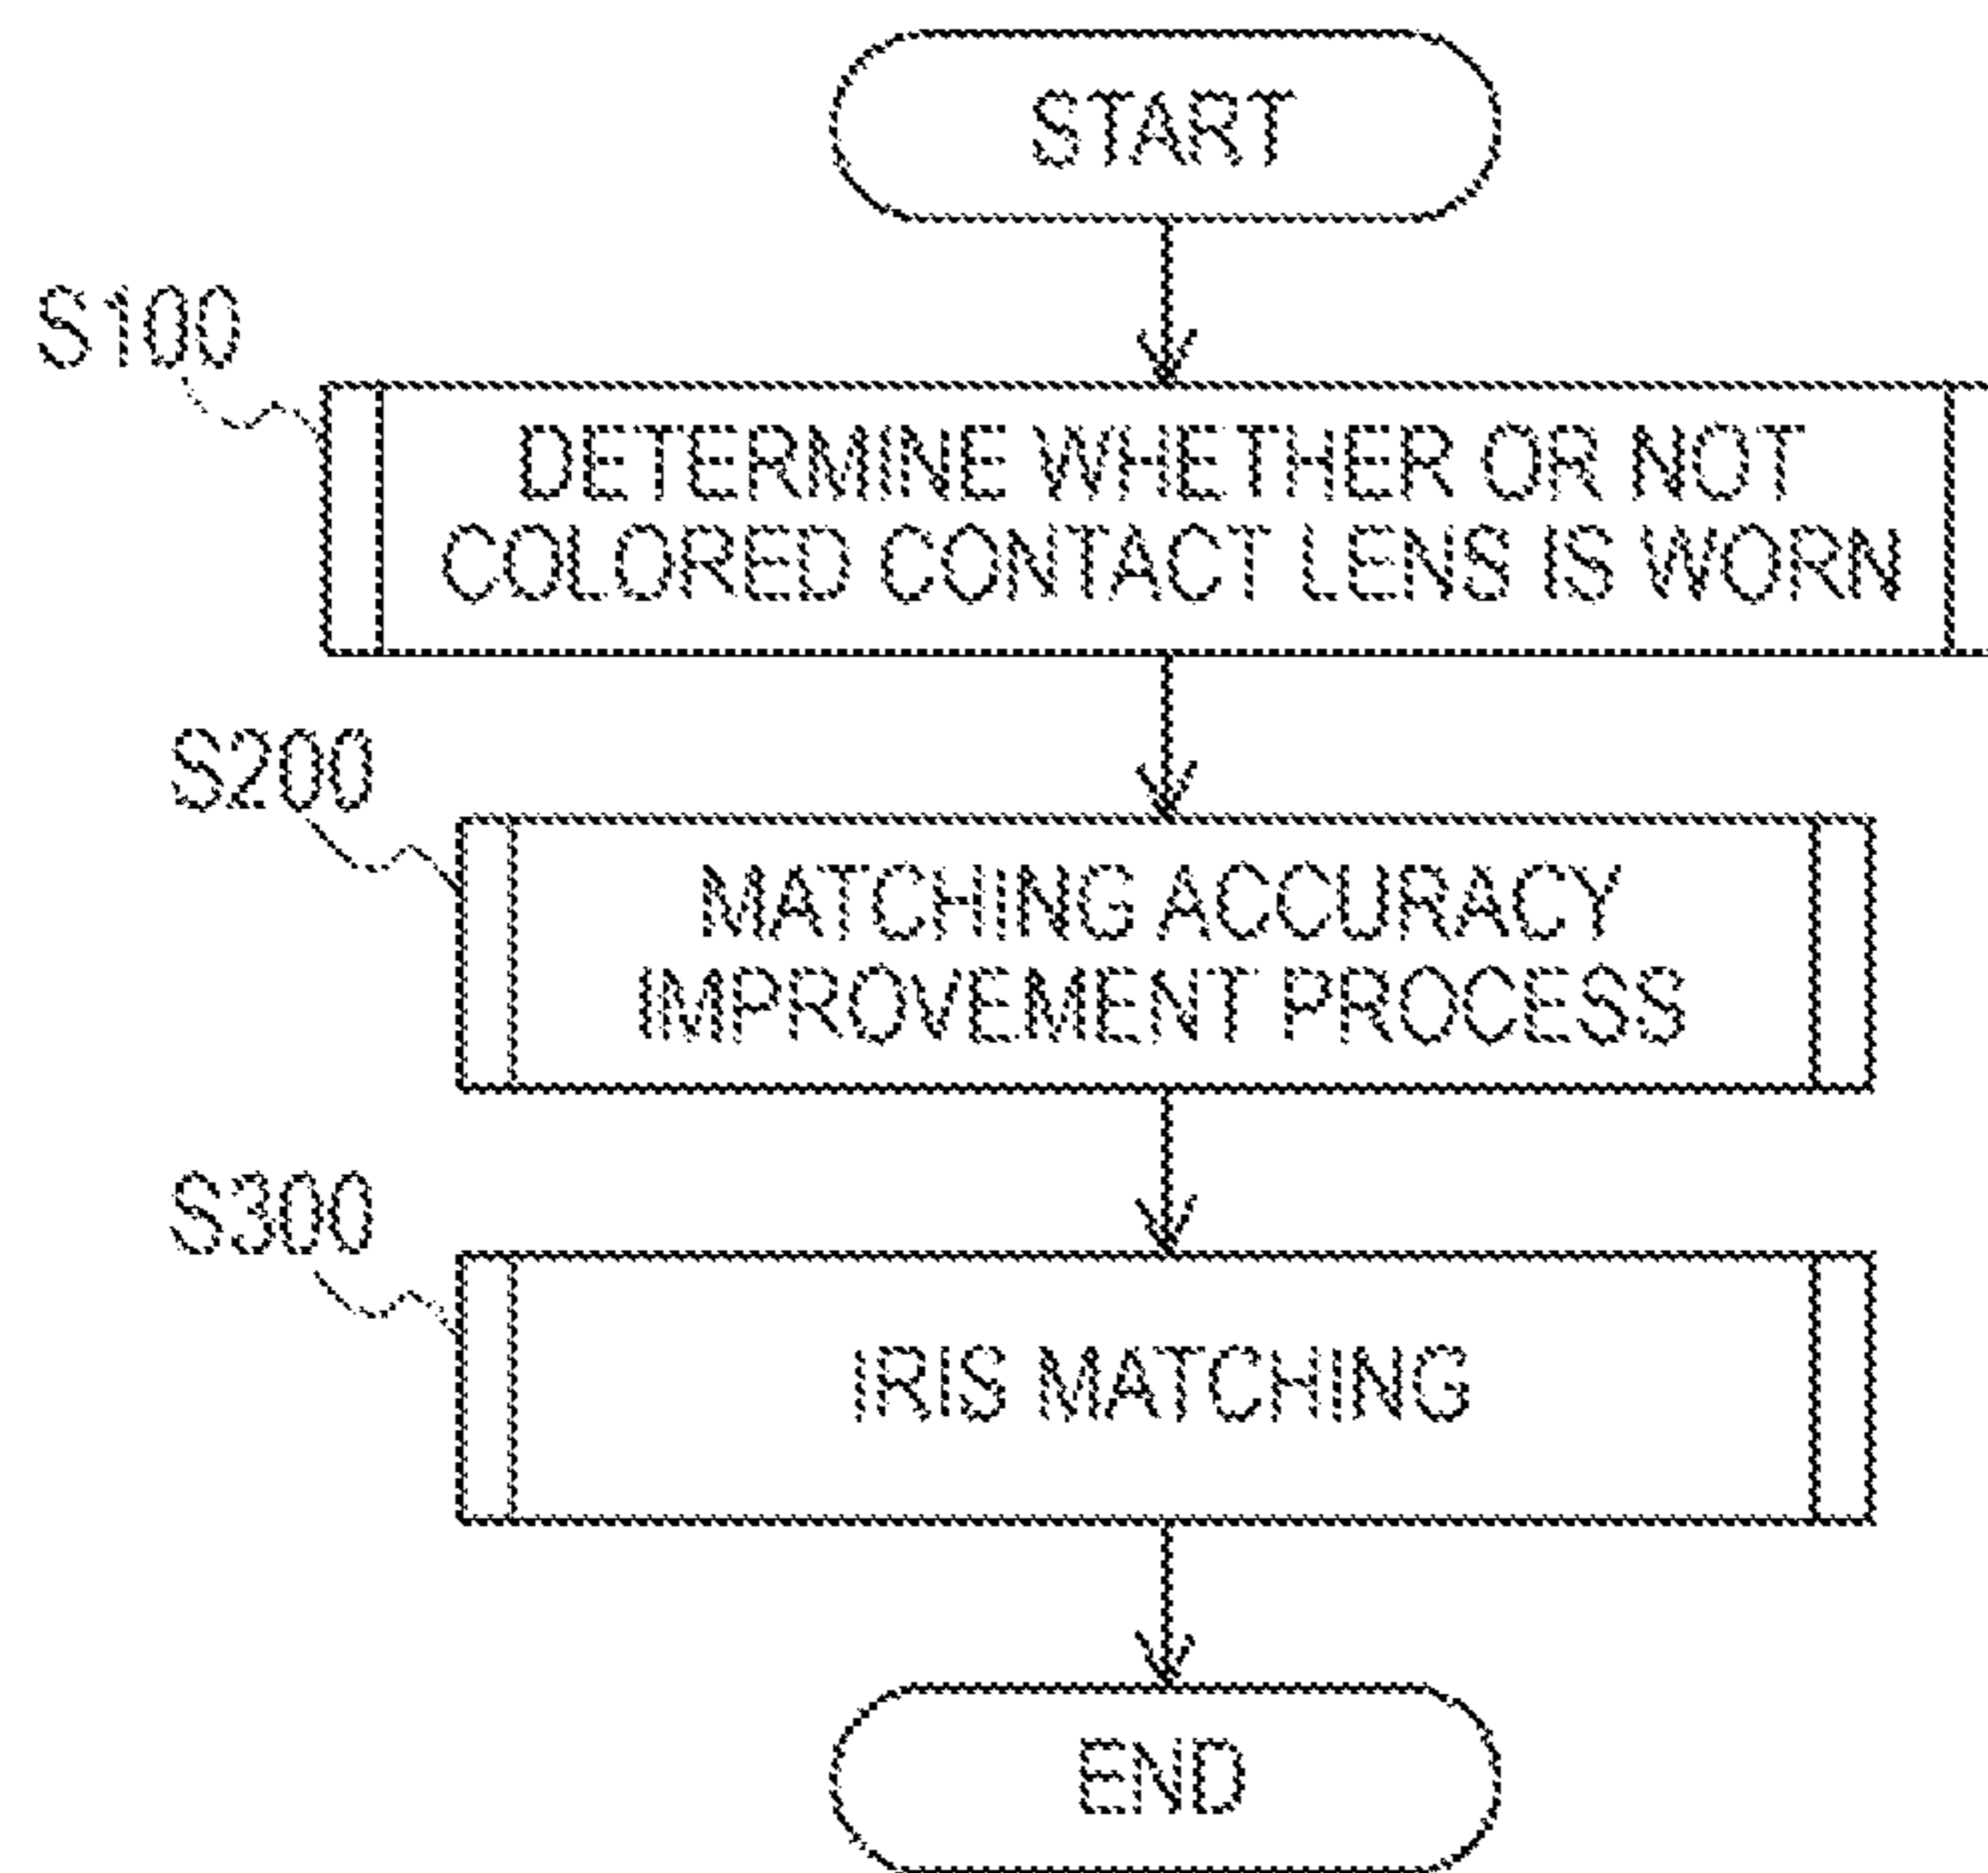 START
S100
DETERMINE WHETHER OR NOT
COLORED CONTACT LENS IS WORN
S200
MATCHING ACCURACY
IMPROVEMENT PROCESS
S300
IRIS MATCHING
END